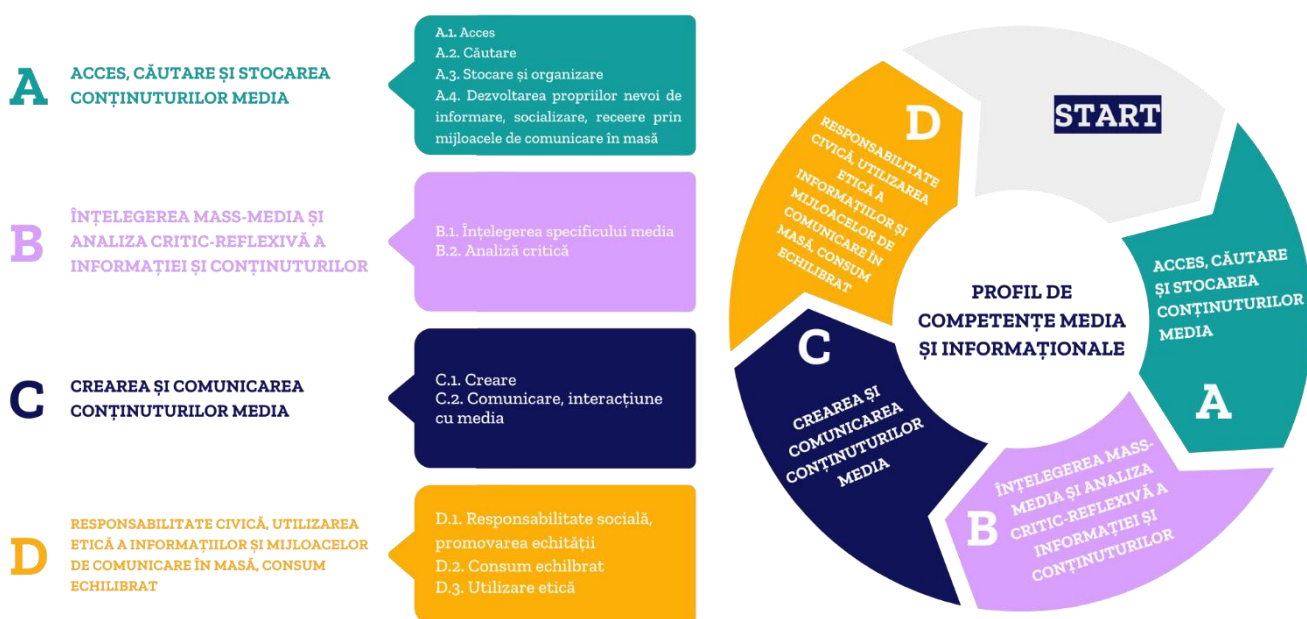 A
ACCES, CĂUTARE ȘI STOCAREA
CONȚINUTURILOR MEDIA
A.1. Acces
A.2. Căutare
A.3. Stocare și organizare
A.4. Dezvoltarea propriilor nevoi de
informare, socializare, receere prin
mijloacele de comunicare în masă
B
ÎNȚELEGEREA MASS-MEDIA ȘI
ANALIZA CRITIC-REFLEXIVĂ A
INFORMAȚIEI ȘI CONȚINUTURILOR
B.1. Înțelegerea specificului media
B.2. Analiză critică
C
CREAREA ȘI COMUNICAREA
CONȚINUTURILOR MEDIA
C.1. Creare
C.2. Comunicare, interacțiune
cu media
D
RESPONSABILITATE CIVICĂ, UTILIZAREA
ETICĂ A INFORMAȚIILOR ȘI MIJLOACELOR
DE COMUNICARE ÎN MASĂ, CONSUM
ECHILIBRAT
D.1. Responsabilitate socială,
promovarea echității
D.2. Consum echilbrat
D.3. Utilizare etică
START
ACCES, CĂUTARE
ȘI STOCAREA
CONȚINUTURILOR
MEDIA
A
ÎNȚELEGEREA MASS-
MEDIA ȘI ANALIZA
CRITIC-REFLEXIVĂ A
INFORMAȚIEI ȘI
CONȚINUTURILOR
B
C
CREAREA ȘI
COMUNICAREA
CONȚINUTURILOR
MEDIA
D
RESPONSABILITATE
CIVICĂ, UTILIZAREA
ETICĂ A
INFORMAȚIILOR ȘI
MIJLOACELOR DE
COMUNICARE ÎN
MASĂ, CONSUM
ECHILIBRAT
PROFIL DE
COMPETENȚE MEDIA
ȘI INFORMAȚIONALE